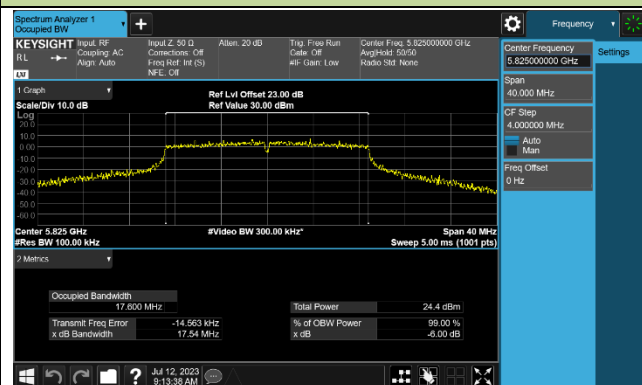 Spectrum Analyzer 1
Occupied BW
Frequency
KEYSIGHT
RL
LXI
Input: RF
Coupling: AC
Align: Auto
Input Z: 50 Ω
Corrections: Off
Freq Ref: Int (S)
NFE: Off
Atten: 20 dB
Trig: Free Run
Gate: Off
#IF Gain: Low
Center Freq: 5.825000000 GHz
Avg|Hold: 50/50
Radio Std: None
Center Frequency
5.825000000 GHz
Settings
Span
40.000 MHz
CF Step
4.000000 MHz
Auto
Man
Freq Offset
0 Hz
1 Graph
Scale/Div 10.0 dB
Ref Lvl Offset 23.00 dB
Ref Value 30.00 dBm
Log
20.0
10.0
0.00
-10.0
-20.0
-30.0
-40.0
-50.0
-60.0
Center 5.825 GHz
#Res BW 100.00 kHz
#Video BW 300.00 kHz*
Span 40 MHz
Sweep 5.00 ms (1001 pts)
2 Metrics
Occupied Bandwidth
17.600 MHz
Total Power 24.4 dBm
Transmit Freq Error -14.563 kHz
% of OBW Power 99.00 %
x dB Bandwidth 17.54 MHz
x dB -6.00 dB
?
Jul 12, 2023
9:13:38 AM